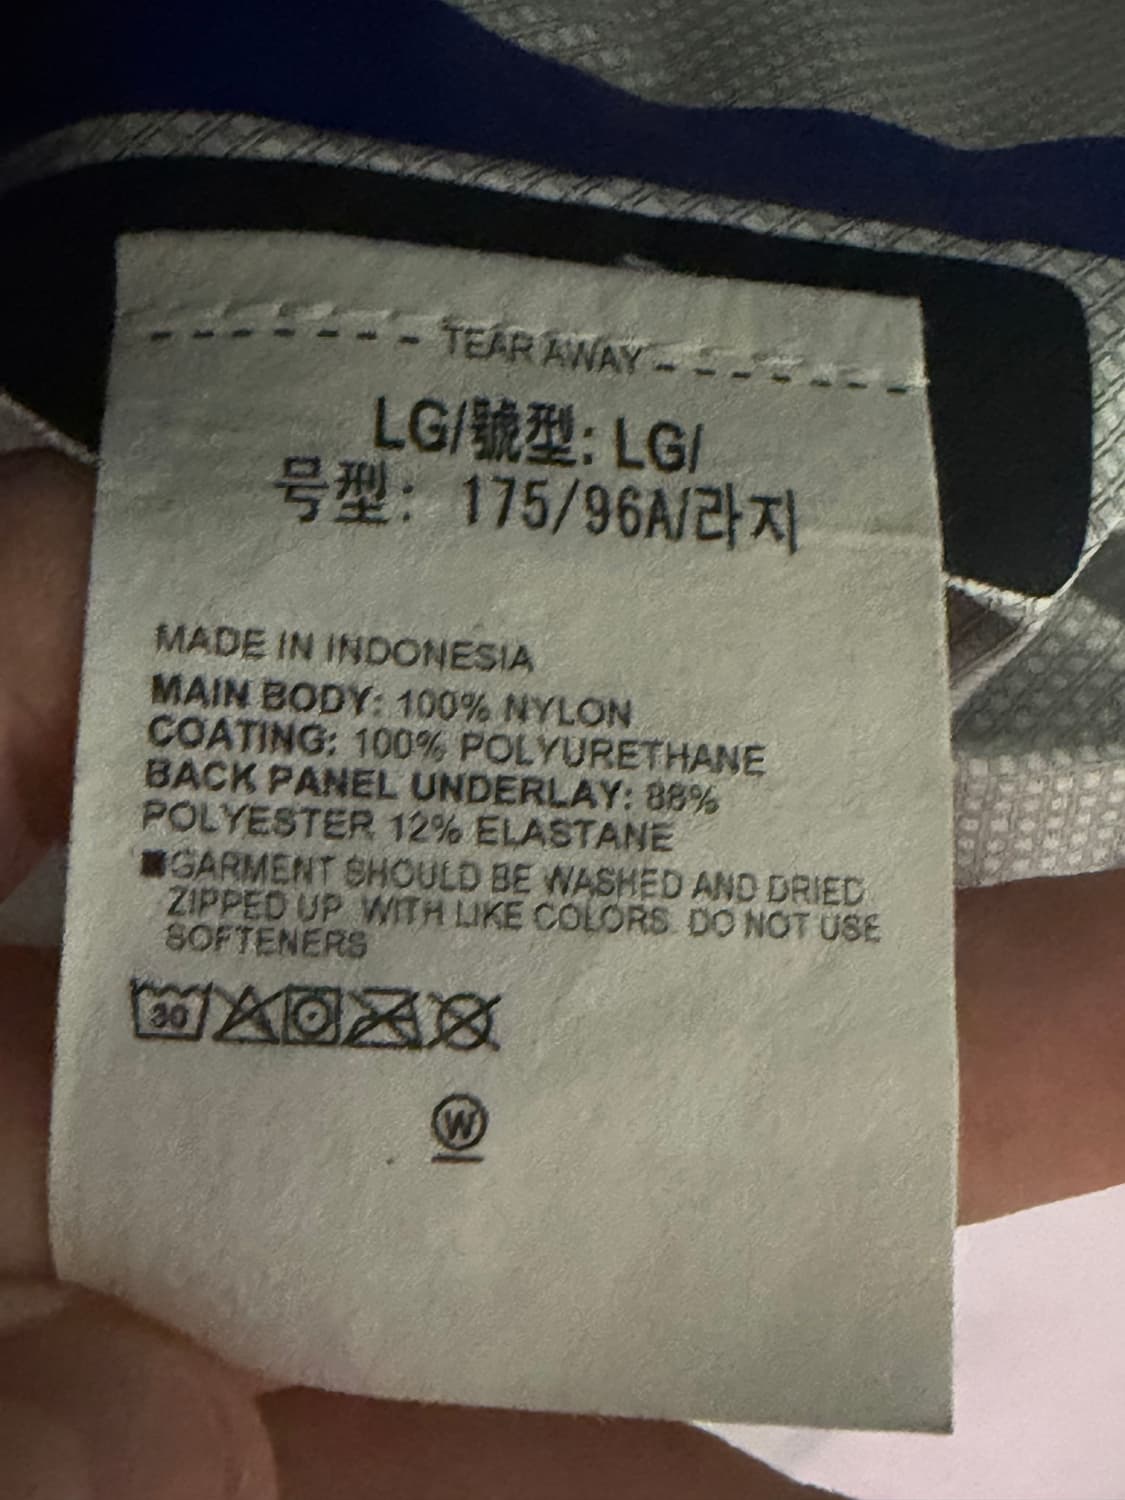 TEAR AWAY
LG/號型: LG/
号型: 175/96A/라지
MADE IN INDONESIA
MAIN BODY: 100% NYLON
COATING: 100% POLYURETHANE
BACK PANEL UNDERLAY: 88%
POLYESTER 12% ELASTANE
■GARMENT SHOULD BE WASHED AND DRIED
ZIPPED UP. WITH LIKE COLORS. DO NOT USE
SOFTENERS
30
W